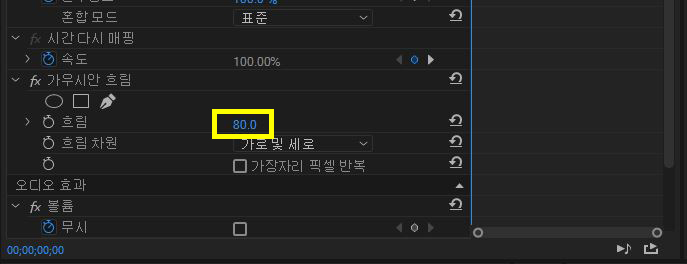 100.0 %
혼합 모드 표준
fx 시간 다시 매핑
속도 100.00%
fx 가우시안 흐림
흐림 80.0
흐림 차원 가로 및 세로
가장자리 픽셀 반복
오디오 효과
fx 볼륨
무시
00;00;00;00